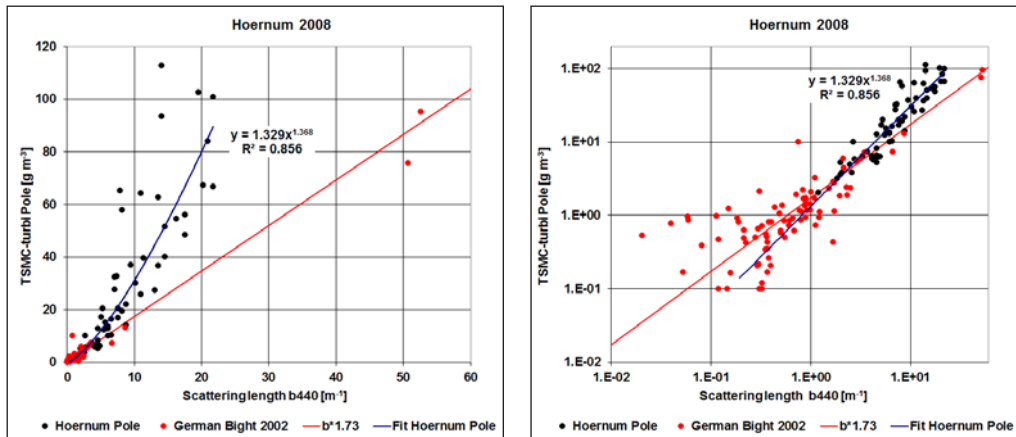 Hoernum 2008
TSMC-turbi Pole [g m-3]
120
100
80
60
40
20
0
y = 1.329x1.368
R² = 0.856
0 10 20 30 40 50 60
Scattering length b440 [m-1]
Hoernum Pole German Bight 2002 b*1.73 Fit Hoernum Pole
Hoernum 2008
TSMC-turbi Pole [g m-3]
1.E+02
1.E+01
1.E+00
1.E-01
1.E-02
y = 1.329x1.368
R² = 0.856
1.E-02 1.E-01 1.E+00 1.E+01
Scattering length b440 [m-1]
Hoernum Pole German Bight 2002 b*1.73 Fit Hoernum Pole